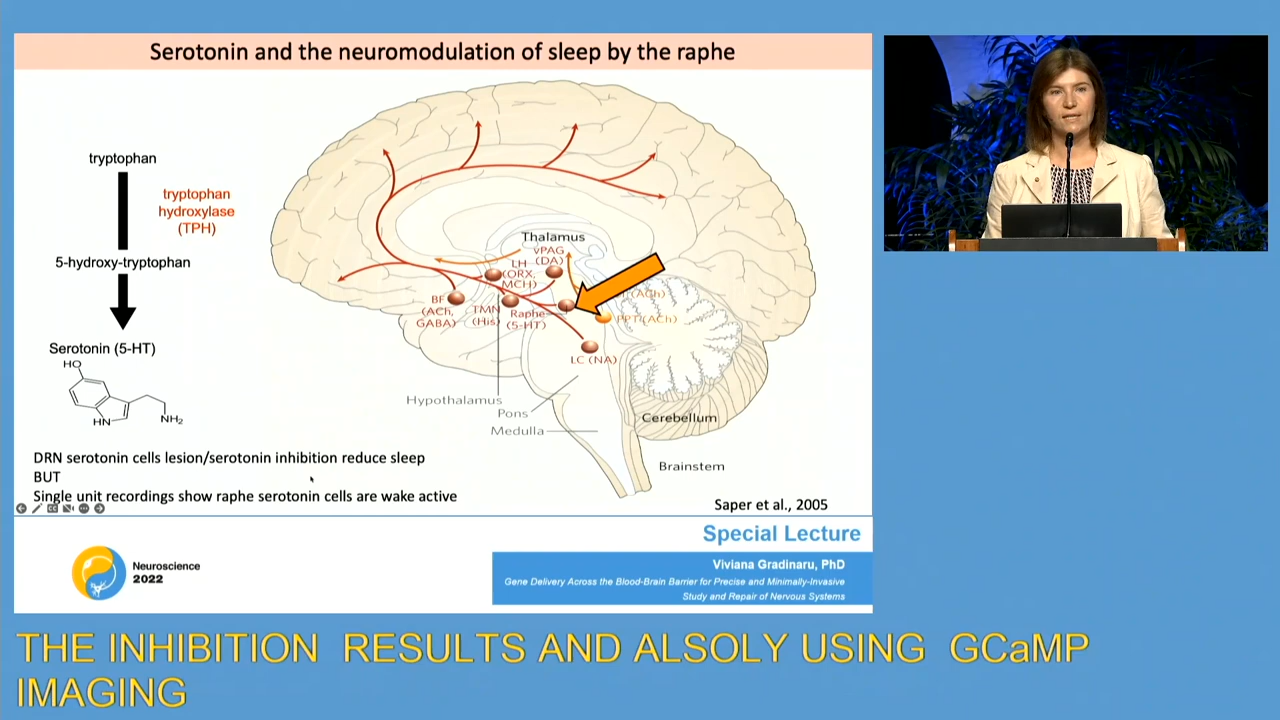 Serotonin and the neuromodulation of sleep by the raphe
tryptophan
tryptophan
hydroxylase
(TPH)
5-hydroxy-tryptophan
Serotonin (5-HT)
HO
HN
NH₂
Thalamus
vPAG
(DA)
LH
(ORX,
MCH)
BF
(ACh,
GABA)
TMN
(His)
Raphe
(5-HT)
(ACh)
PPT (ACh)
LC (NA)
Hypothalamus
Pons
Medulla
Cerebellum
Brainstem
DRN serotonin cells lesion/serotonin inhibition reduce sleep
BUT
Single unit recordings show raphe serotonin cells are wake active
Saper et al., 2005
Special Lecture
Neuroscience
2022
Viviana Gradinaru, PhD
Gene Delivery Across the Blood-Brain Barrier for Precise and Minimally-Invasive
Study and Repair of Nervous Systems
THE INHIBITION  RESULTS AND ALSOLY USING  GCaMP
IMAGING